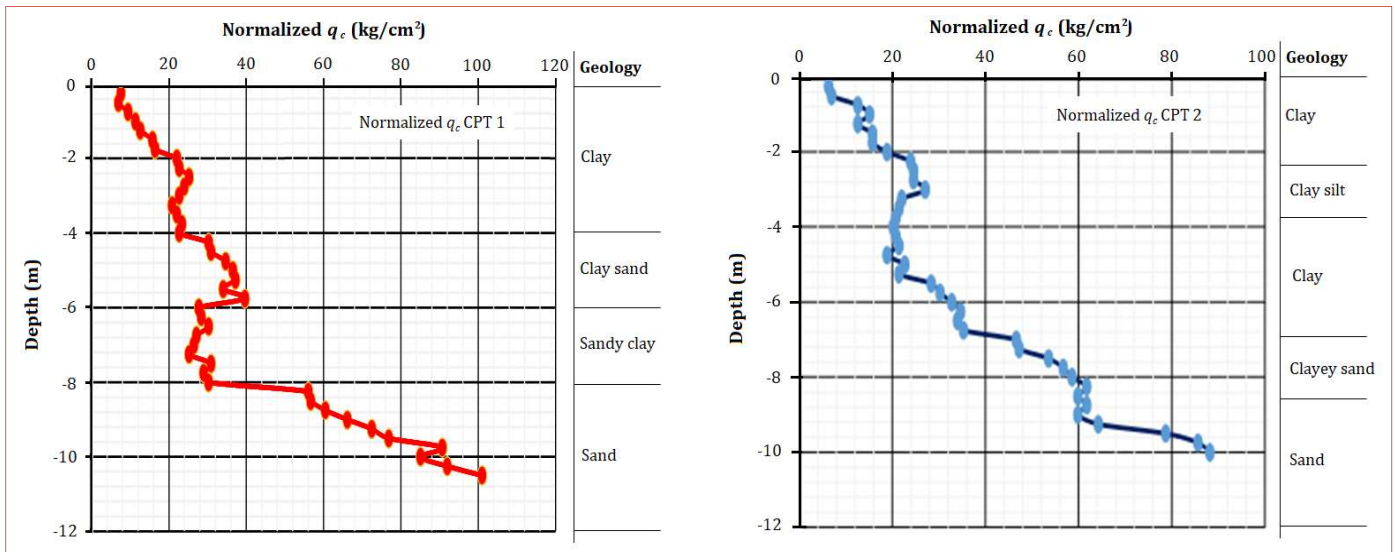 Normalized q c (kg/cm²)
0 20 40 60 80 100 120
Geology
0
-2
-4
-6
-8
-10
-12
Depth (m)
Normalized qc CPT 1
Clay
Clay sand
Sandy clay
Sand
Normalized q c (kg/cm²)
0 20 40 60 80 100
Geology
0
-2
-4
-6
-8
-10
-12
Depth (m)
Normalized qc CPT 2
Clay
Clay silt
Clay
Clayey sand
Sand